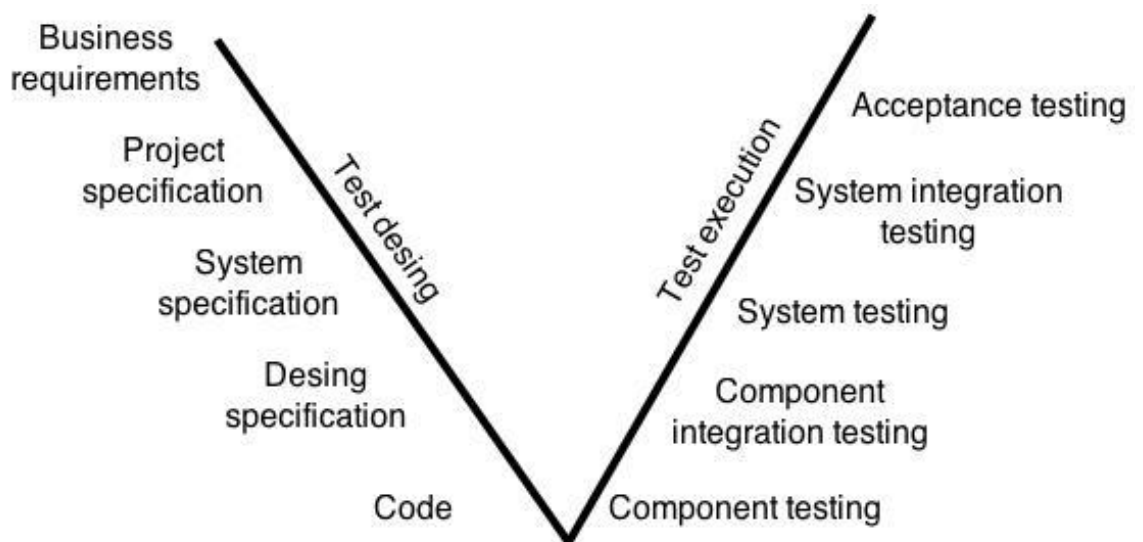 Business
requirements
Project
specification
System
specification
Desing
specification
Code
Test desing
Test execution
Acceptance testing
System integration
testing
System testing
Component
integration testing
Component testing